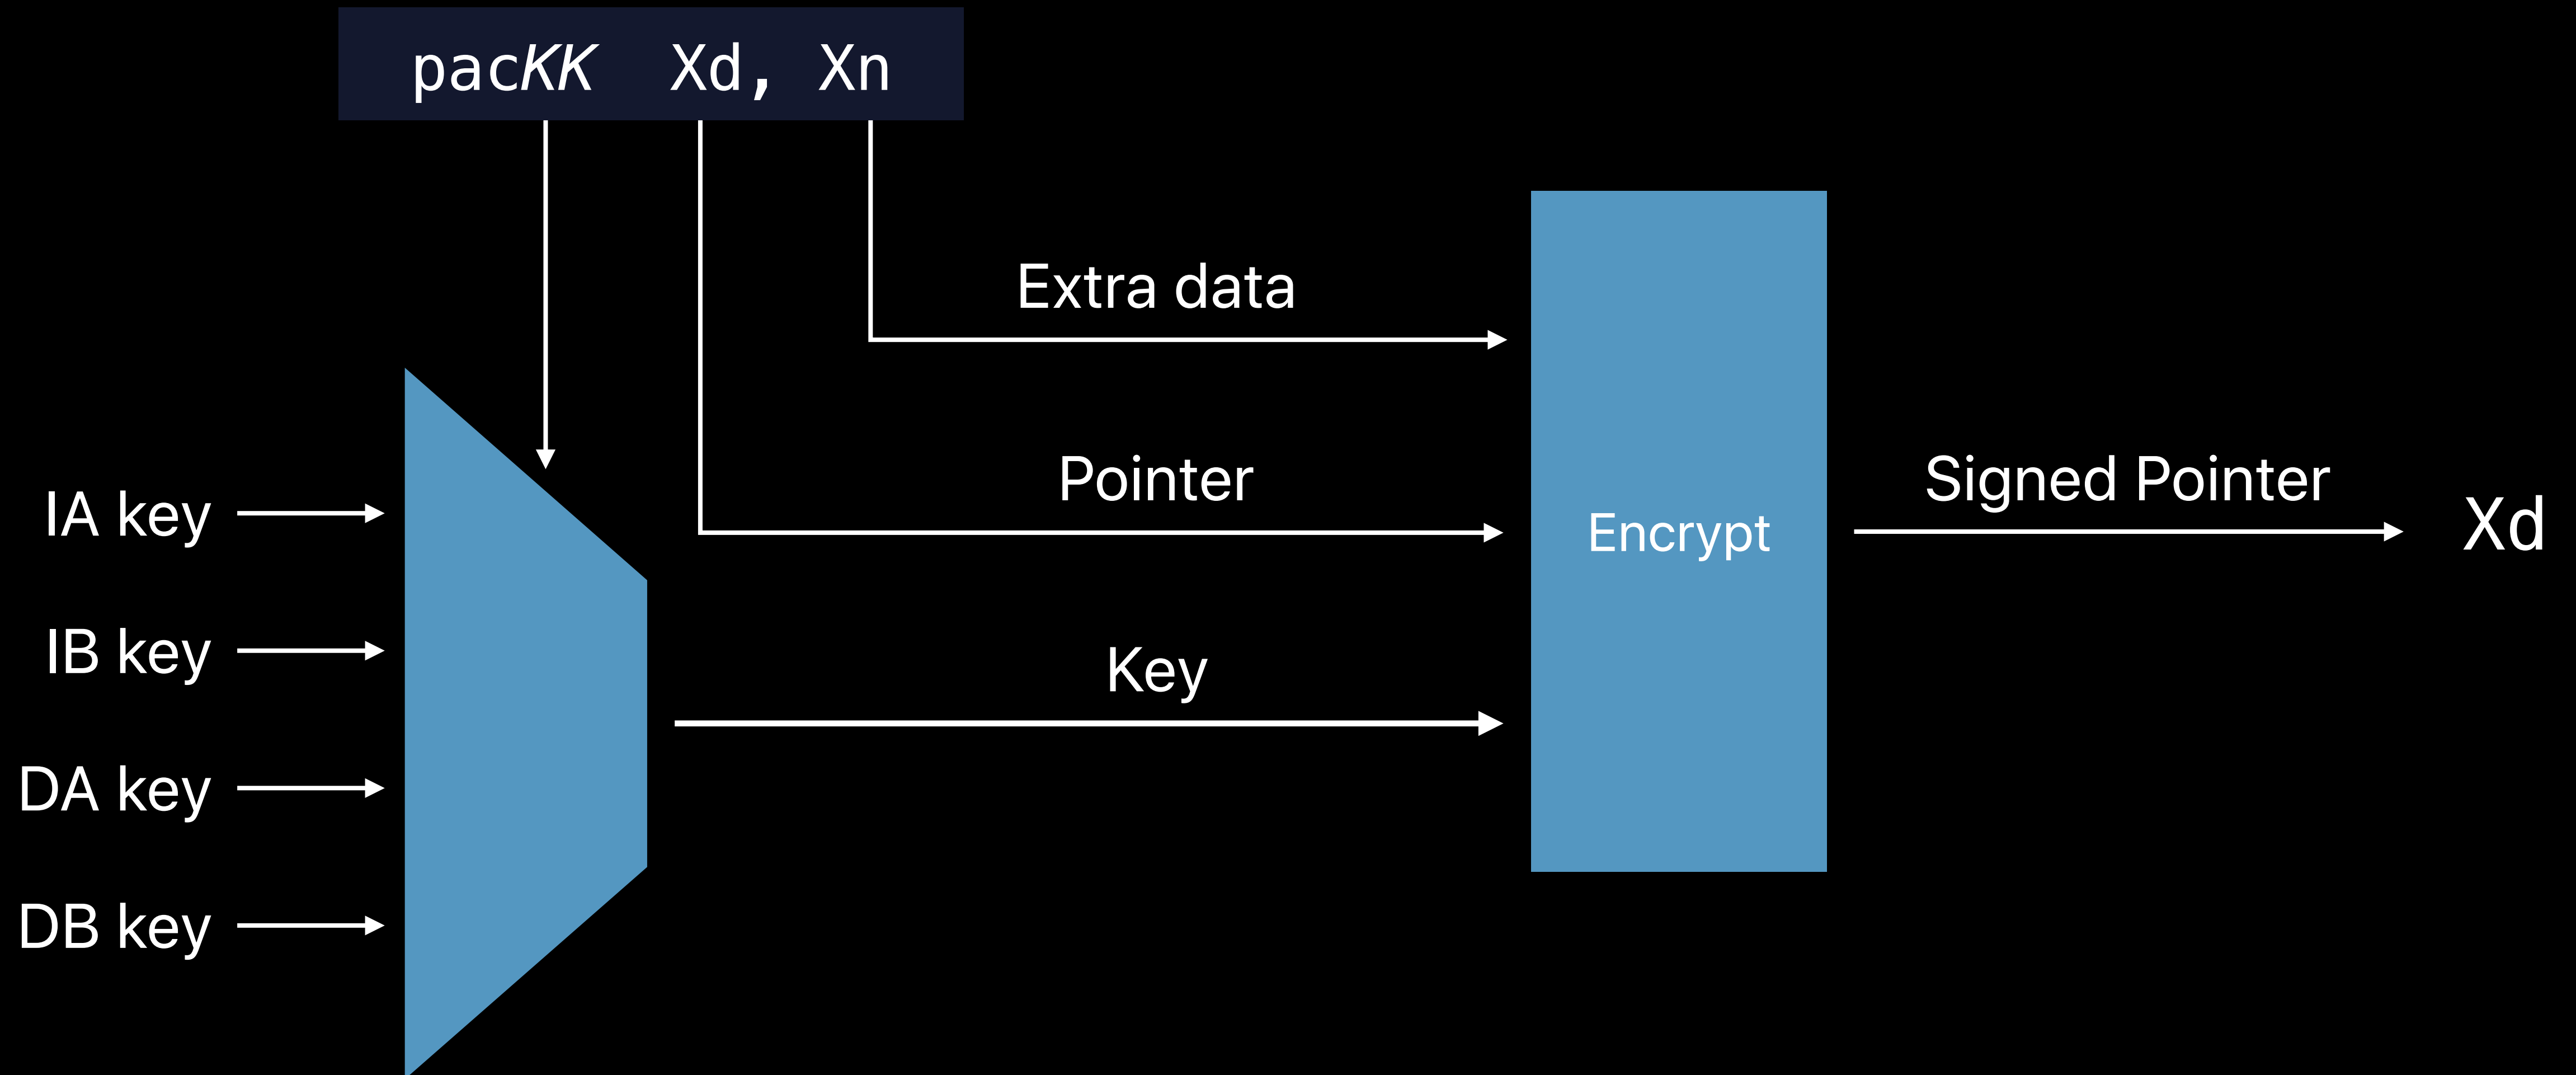 pacKK Xd, Xn
Extra data
Pointer
Signed Pointer
Encrypt
Xd
Key
IA key
IB key
DA key
DB key